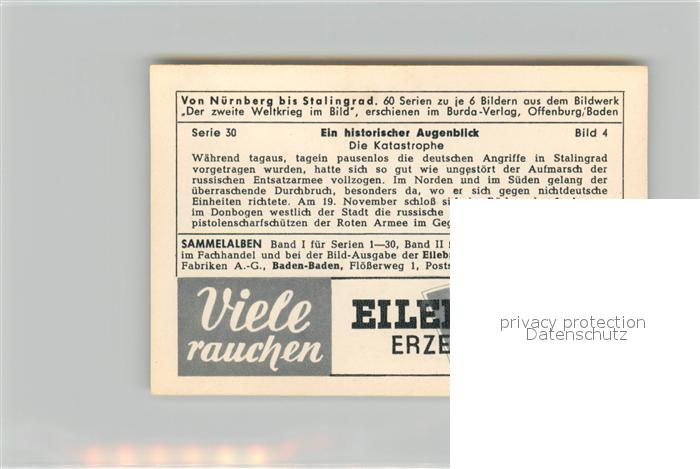 Von Nürnberg bis Stalingrad. 60 Serien zu je 6 Bildern aus dem Bildwerk
„Der zweite Weltkrieg im Bild", erschienen im Burda-Verlag, Offenburg/Baden
Serie 30 Ein historischer Augenblick Bild 4
Die Katastrophe
Während tagaus, tagein pausenlos die deutschen Angriffe in Stalingrad
vorgetragen wurden, hatte sich so gut wie ungestört der Aufmarsch der
russischen Entsatzarmee vollzogen. Im Norden und im Süden gelang der
überraschende Durchbruch, besonders da, wo er sich gegen nichtdeutsche
Einheiten richtete. Am 19. November schloß
im Donbogen westlich der Stadt die russische
pistolenscharfschützen der Roten Armee im
SAMMELALBEN Band I für Serien 1—30, Band II
im Fachhandel und bei der Bild-Ausgabe der
Fabriken A.-G., Baden-Baden, Flößerweg 1,
Viele
rauchen
privacy protection
Datenschutz